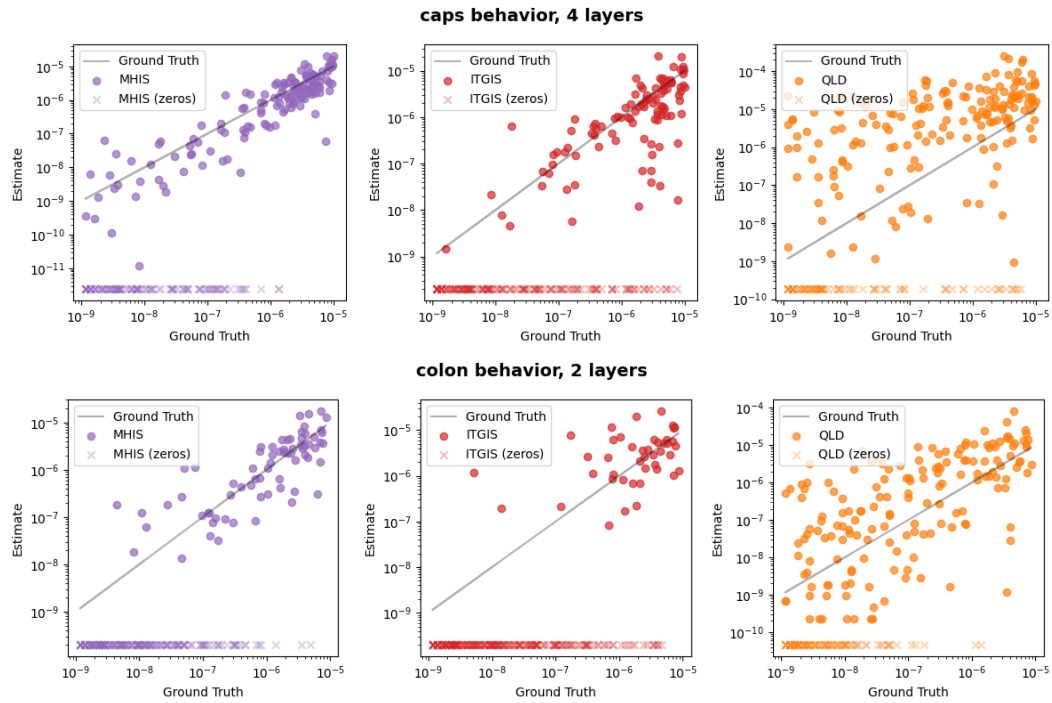 caps behavior, 4 layers
Ground Truth
MHIS
MHIS (zeros)
Estimate
10⁻⁵
10⁻⁶
10⁻⁷
10⁻⁸
10⁻⁹
10⁻¹⁰
10⁻¹¹
10⁻⁹ 10⁻⁸ 10⁻⁷ 10⁻⁶ 10⁻⁵
Ground Truth
Ground Truth
ITGIS
ITGIS (zeros)
Estimate
10⁻⁵
10⁻⁶
10⁻⁷
10⁻⁸
10⁻⁹
10⁻⁹ 10⁻⁸ 10⁻⁷ 10⁻⁶ 10⁻⁵
Ground Truth
Ground Truth
QLD
QLD (zeros)
Estimate
10⁻⁴
10⁻⁵
10⁻⁶
10⁻⁷
10⁻⁸
10⁻⁹
10⁻¹⁰
10⁻⁹ 10⁻⁸ 10⁻⁷ 10⁻⁶ 10⁻⁵
Ground Truth
colon behavior, 2 layers
Ground Truth
MHIS
MHIS (zeros)
Estimate
10⁻⁵
10⁻⁶
10⁻⁷
10⁻⁸
10⁻⁹
10⁻⁹ 10⁻⁸ 10⁻⁷ 10⁻⁶ 10⁻⁵
Ground Truth
Ground Truth
ITGIS
ITGIS (zeros)
Estimate
10⁻⁵
10⁻⁶
10⁻⁷
10⁻⁸
10⁻⁹
10⁻⁹ 10⁻⁸ 10⁻⁷ 10⁻⁶ 10⁻⁵
Ground Truth
Ground Truth
QLD
QLD (zeros)
Estimate
10⁻⁴
10⁻⁵
10⁻⁶
10⁻⁷
10⁻⁸
10⁻⁹
10⁻¹⁰
10⁻⁹ 10⁻⁸ 10⁻⁷ 10⁻⁶ 10⁻⁵
Ground Truth